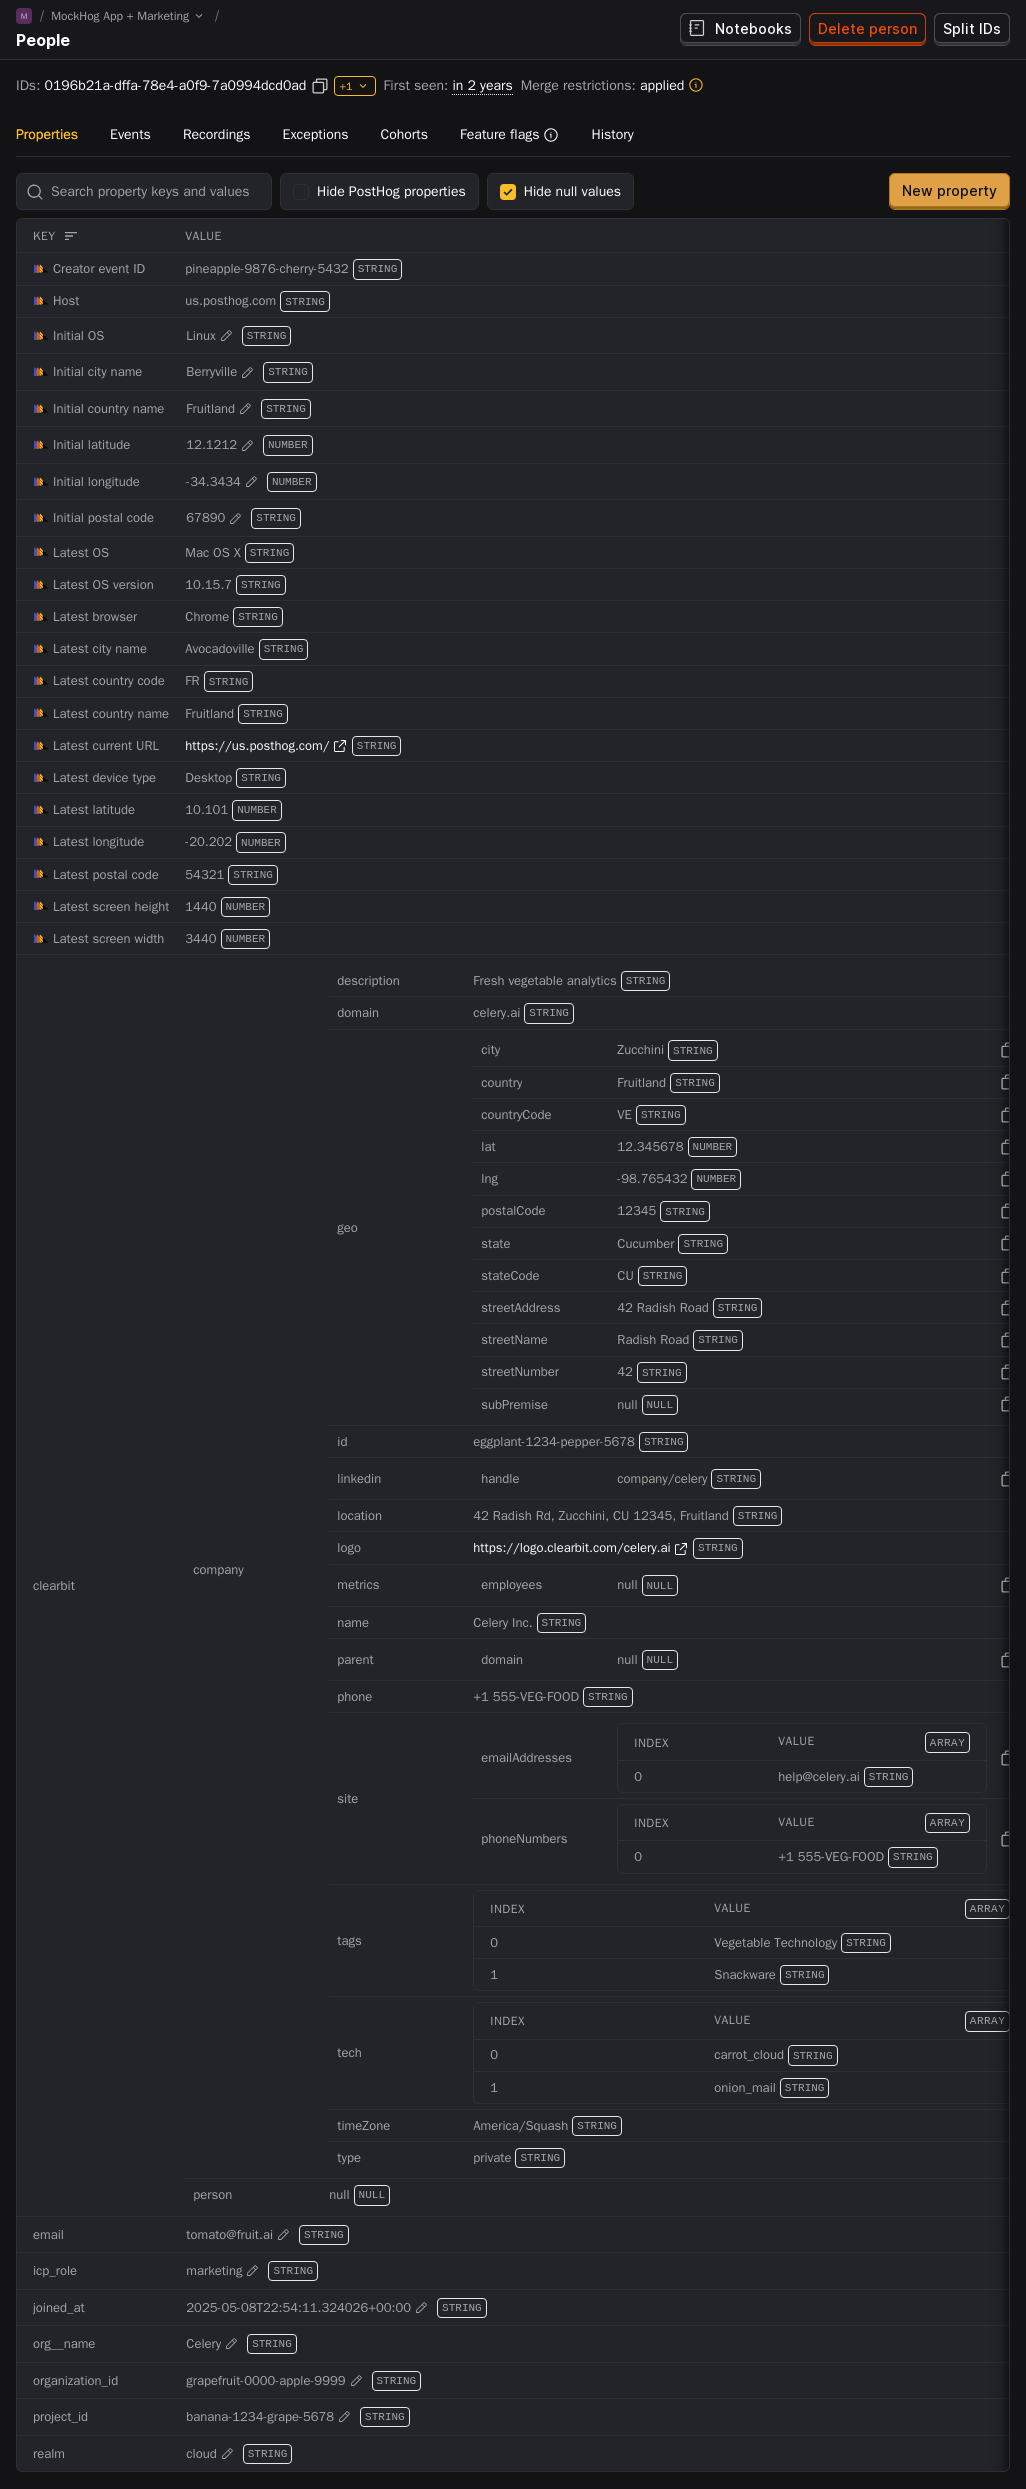 M / MockHog App + Marketing /
People
Notebooks Delete person Split IDs
IDs: 0196b21a-dffa-78e4-a0f9-7a0994dcd0ad +1 First seen: in 2 years Merge restrictions: applied
Properties Events Recordings Exceptions Cohorts Feature flags History
Search property keys and values Hide PostHog properties Hide null values New property
KEY VALUE
Creator event ID pineapple-9876-cherry-5432 STRING
Host us.posthog.com STRING
Initial OS Linux STRING
Initial city name Berryville STRING
Initial country name Fruitland STRING
Initial latitude 12.1212 NUMBER
Initial longitude -34.3434 NUMBER
Initial postal code 67890 STRING
Latest OS Mac OS X STRING
Latest OS version 10.15.7 STRING
Latest browser Chrome STRING
Latest city name Avocadoville STRING
Latest country code FR STRING
Latest country name Fruitland STRING
Latest current URL https://us.posthog.com/ STRING
Latest device type Desktop STRING
Latest latitude 10.101 NUMBER
Latest longitude -20.202 NUMBER
Latest postal code 54321 STRING
Latest screen height 1440 NUMBER
Latest screen width 3440 NUMBER
clearbit
company
description Fresh vegetable analytics STRING
domain celery.ai STRING
geo
city Zucchini STRING
country Fruitland STRING
countryCode VE STRING
lat 12.345678 NUMBER
lng -98.765432 NUMBER
postalCode 12345 STRING
state Cucumber STRING
stateCode CU STRING
streetAddress 42 Radish Road STRING
streetName Radish Road STRING
streetNumber 42 STRING
subPremise null NULL
id eggplant-1234-pepper-5678 STRING
linkedin handle company/celery STRING
location 42 Radish Rd, Zucchini, CU 12345, Fruitland STRING
logo https://logo.clearbit.com/celery.ai STRING
metrics employees null NULL
name Celery Inc. STRING
parent domain null NULL
phone +1 555-VEG-FOOD STRING
site
emailAddresses
INDEX VALUE ARRAY
0 help@celery.ai STRING
phoneNumbers
INDEX VALUE ARRAY
0 +1 555-VEG-FOOD STRING
tags
INDEX VALUE ARRAY
0 Vegetable Technology STRING
1 Snackware STRING
tech
INDEX VALUE ARRAY
0 carrot_cloud STRING
1 onion_mail STRING
timeZone America/Squash STRING
type private STRING
person null NULL
email tomato@fruit.ai STRING
icp_role marketing STRING
joined_at 2025-05-08T22:54:11.324026+00:00 STRING
org__name Celery STRING
organization_id grapefruit-0000-apple-9999 STRING
project_id banana-1234-grape-5678 STRING
realm cloud STRING